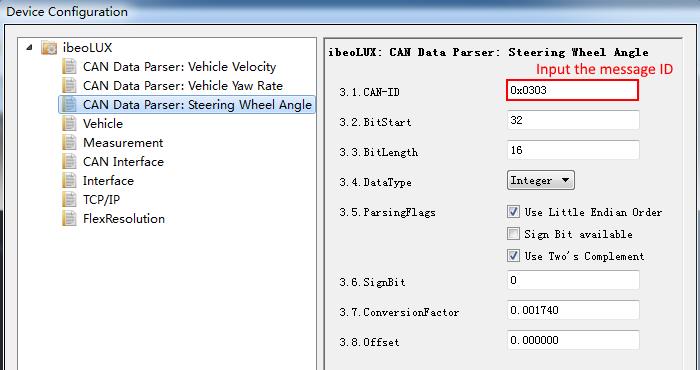 Device Configuration
ibeoLUX
CAN Data Parser: Vehicle Velocity
CAN Data Parser: Vehicle Yaw Rate
CAN Data Parser: Steering Wheel Angle
Vehicle
Measurement
CAN Interface
Interface
TCP/IP
FlexResolution
ibeoLUX: CAN Data Parser: Steering Wheel Angle
Input the message ID
3.1.CAN-ID 0x0303
3.2.BitStart 32
3.3.BitLength 16
3.4.DataType Integer
3.5.ParsingFlags Use Little Endian Order
Sign Bit available
Use Two's Complement
3.6.SignBit 0
3.7.ConversionFactor 0.001740
3.8.Offset 0.000000